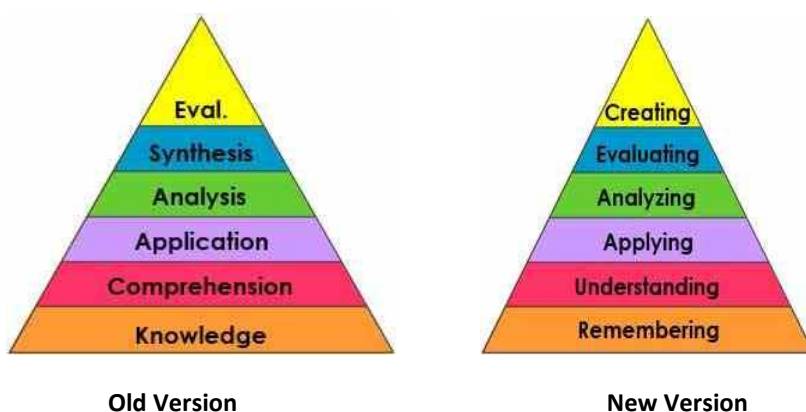 Eval.
Synthesis
Analysis
Application
Comprehension
Knowledge
Old Version
Creating
Evaluating
Analyzing
Applying
Understanding
Remembering
New Version